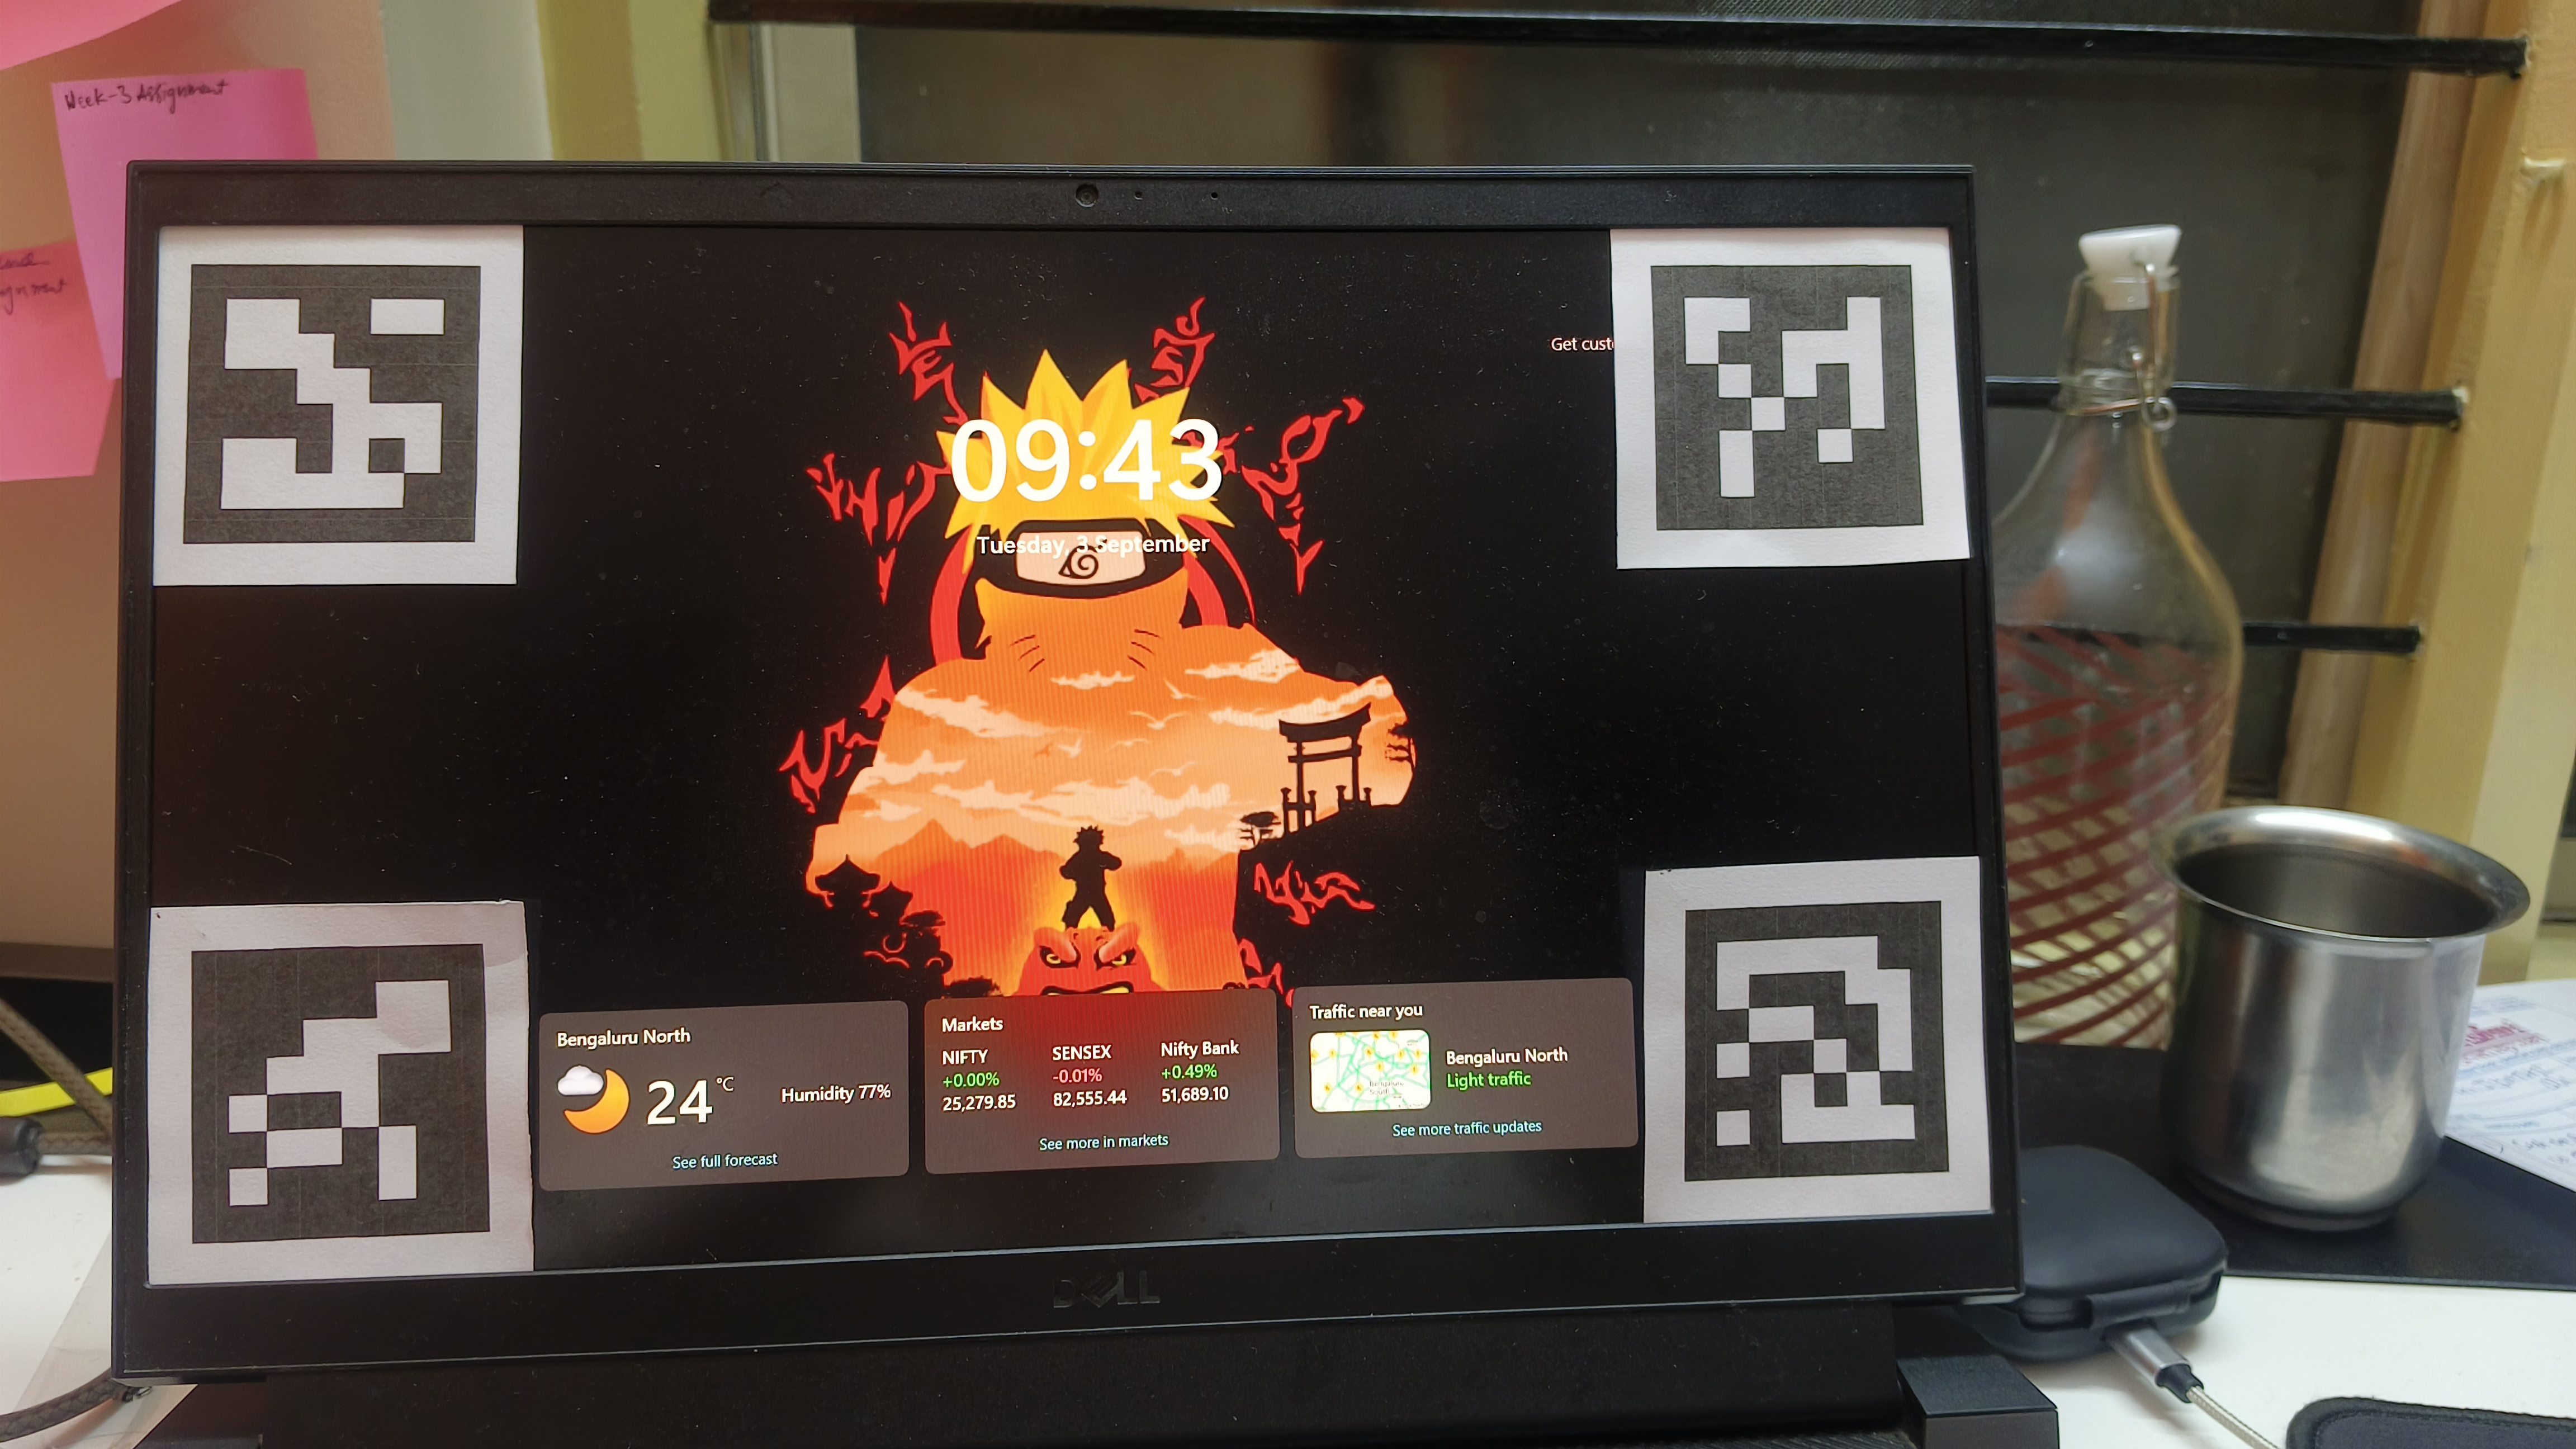 Week-3 Assignment
Get cust
09:43
Tuesday, 3 September
Bengaluru North
24°C
Humidity 77%
See full forecast
Markets
NIFTY
+0.00%
25,279.85
SENSEX
-0.01%
82,555.44
Nifty Bank
+0.49%
51,689.10
See more in markets
Traffic near you
Bengaluru North
Light traffic
See more traffic updates
DELL